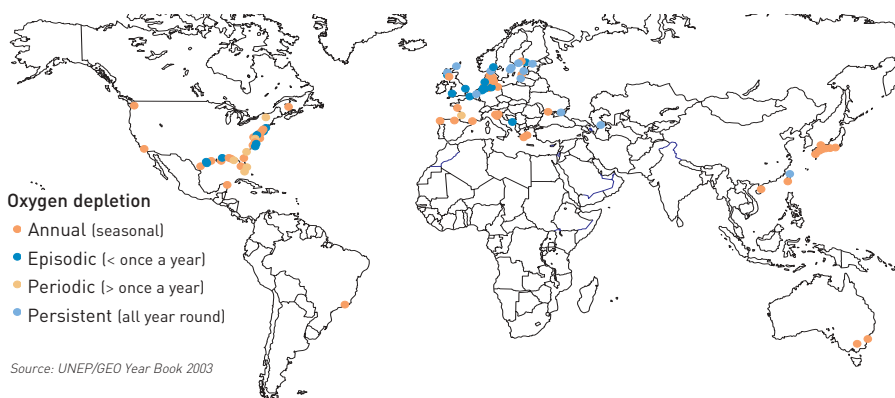 Oxygen depletion
Annual (seasonal)
Episodic (< once a year)
Periodic (> once a year)
Persistent (all year round)
Source: UNEP/GEO Year Book 2003